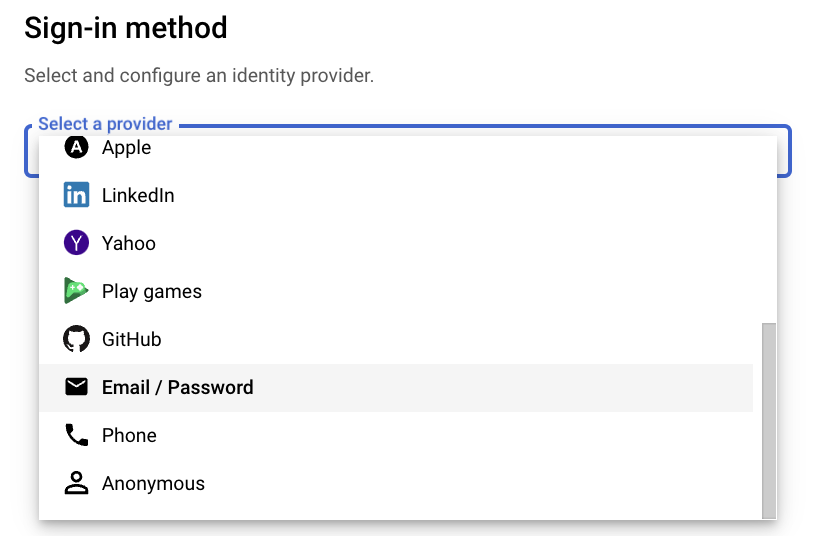 Sign-in method
Select and configure an identity provider.
Select a provider
A Apple
in LinkedIn
Y Yahoo
Play games
GitHub
Email / Password
Phone
Anonymous